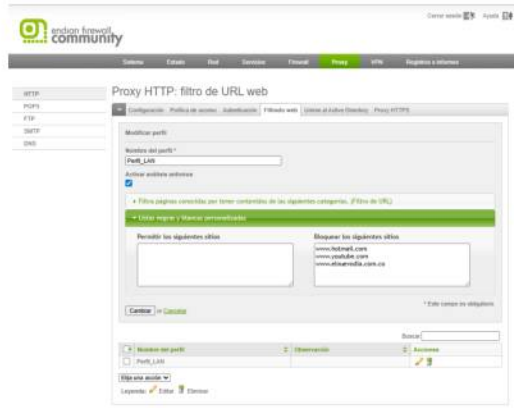 Cerrar sesión Ayuda
endian firewall
community
Sistema Estado Red Servicios Firewall Proxy VPN Registros e Informes
HTTP
POP3
FTP
SMTP
DNS
Proxy HTTP: filtro de URL web
Configuración Política de acceso Autenticación Filtrado web Unirse al Active Directory Proxy HTTPS
Modificar perfil
Nombre del perfil *
Perfil_LAN
Activar análisis antivirus
Filtra páginas conocidas por tener contenidos de las siguientes categorías. (Filtro de URL)
Listas negras y blancas personalizadas
Permitir los siguientes sitios
Bloquear los siguientes sitios
www.hotmail.com
www.youtube.com
www.elnuevodia.com.co
* Este campo es obligatorio.
Cambiar or Cancelar
Buscar
Nombre del perfil Observación Acciones
Perfil_LAN
Elija una acción
Leyenda: Editar Eliminar